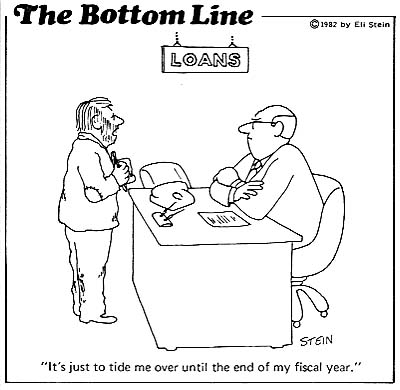 The Bottom Line
©1982 by Eli Stein
LOANS
STEIN
"It's just to tide me over until the end of my fiscal year."